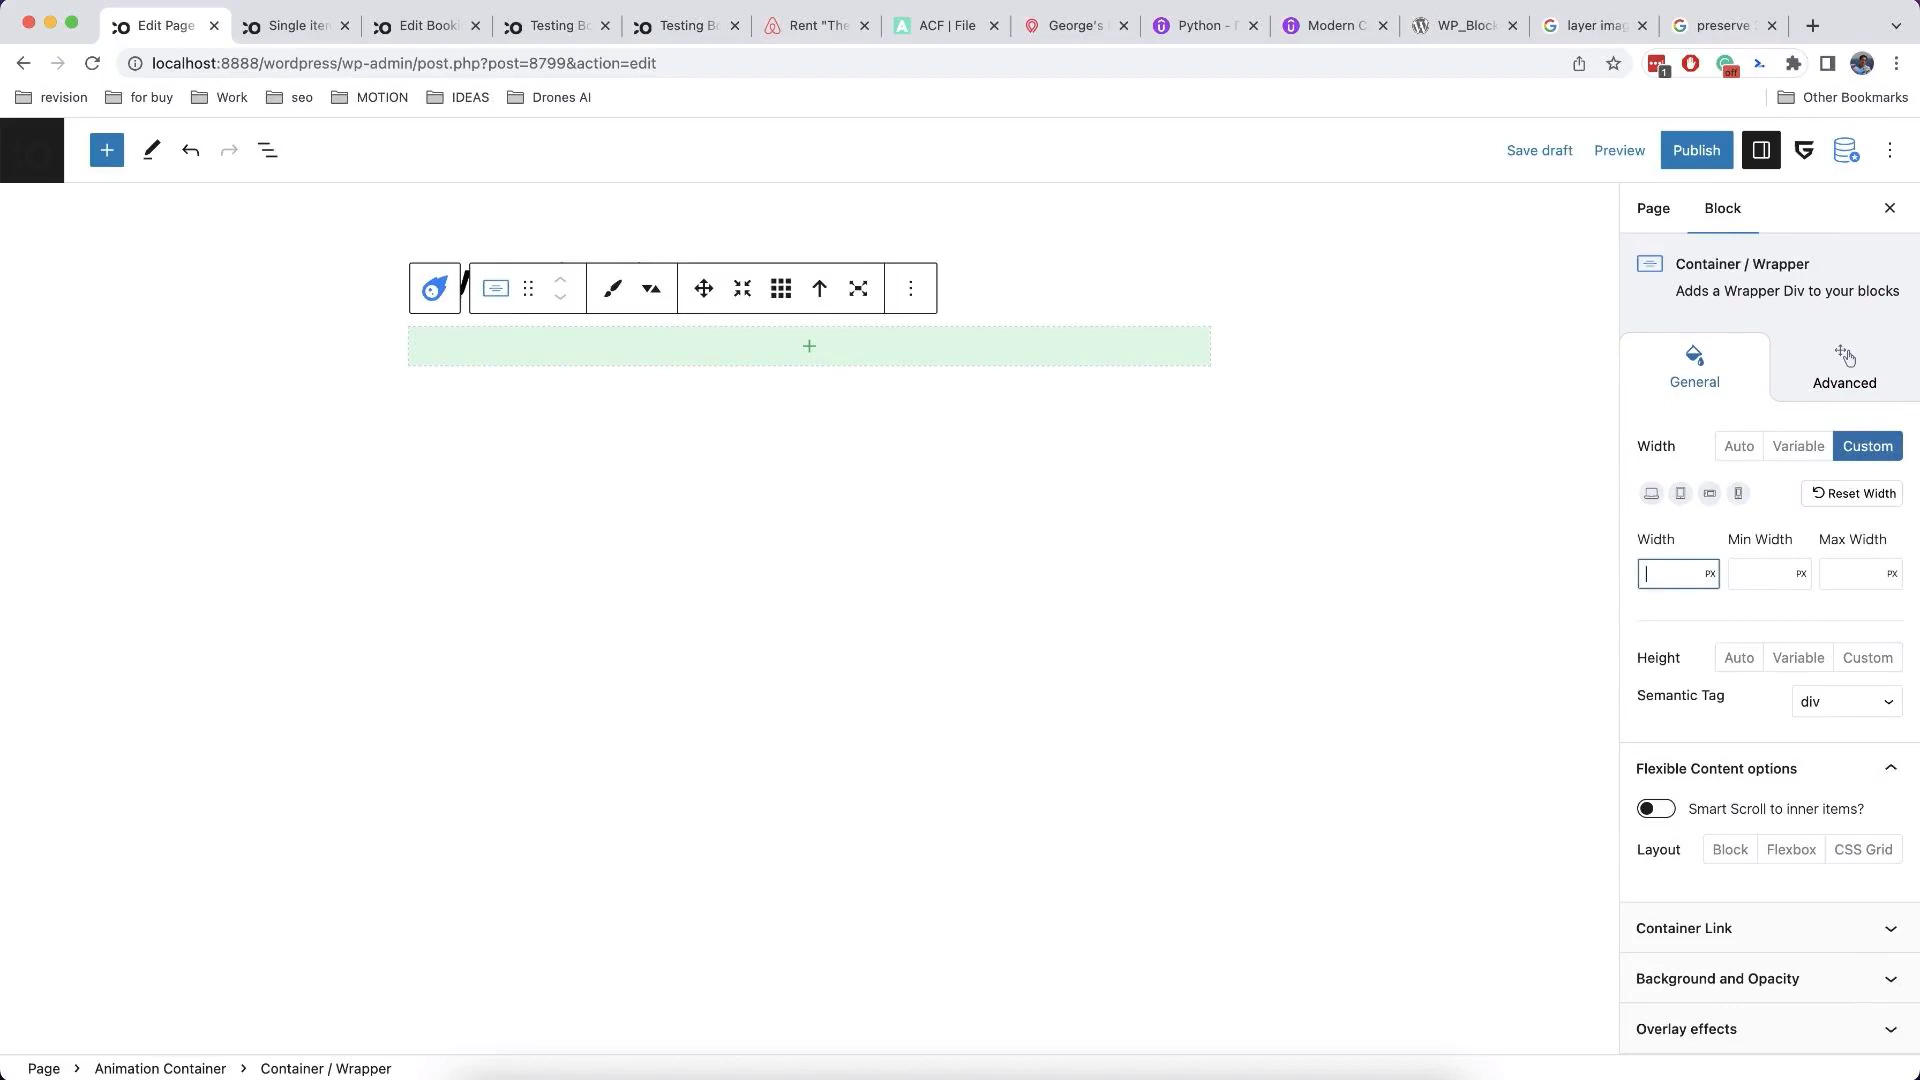 Edit Page
Single iter
Edit Booki
Testing Bo
Testing Bo
Rent "The
ACF | File
George's
Python -
Modern C
WP_Block
layer imag
preserve
localhost:8888/wordpress/wp-admin/post.php?post=8799&action=edit
1
off
revision
for buy
Work
seo
MOTION
IDEAS
Drones AI
Other Bookmarks
Save draft
Preview
Publish
Page
Block
Container / Wrapper
Adds a Wrapper Div to your blocks
General
Advanced
Width
Auto
Variable
Custom
Reset Width
Width
Min Width
Max Width
PX
PX
PX
Height
Auto
Variable
Custom
Semantic Tag
div
Flexible Content options
Smart Scroll to inner items?
Layout
Block
Flexbox
CSS Grid
Container Link
Background and Opacity
Overlay effects
Page
Animation Container
Container / Wrapper